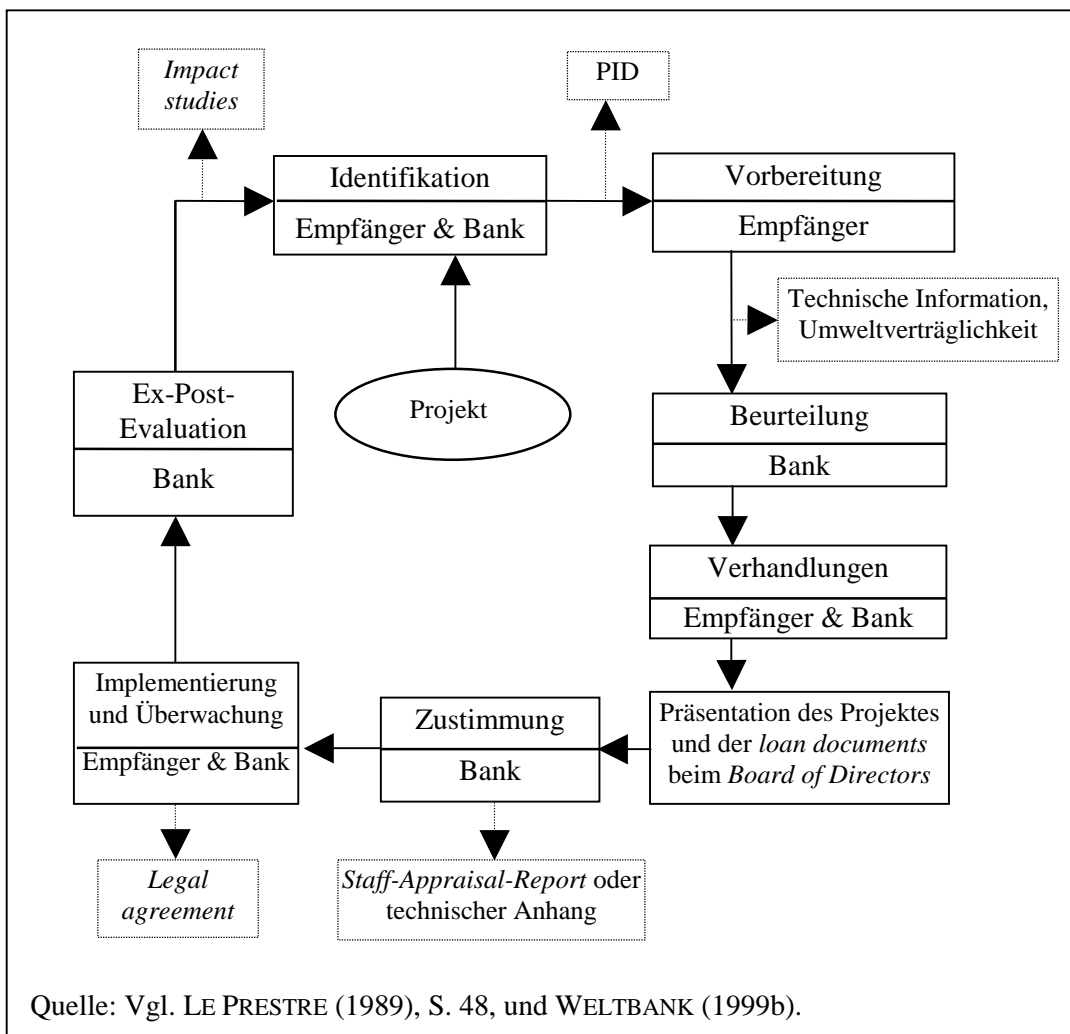 Impact
studies
PID
Identifikation
Empfänger & Bank
Vorbereitung
Empfänger
Technische Information,
Umweltverträglichkeit
Ex-Post-
Evaluation
Bank
Projekt
Beurteilung
Bank
Verhandlungen
Empfänger & Bank
Implementierung
und Überwachung
Empfänger & Bank
Zustimmung
Bank
Präsentation des Projektes
und der loan documents
beim Board of Directors
Legal
agreement
Staff-Appraisal-Report oder
technischer Anhang
Quelle: Vgl. LE PRESTRE (1989), S. 48, und WELTBANK (1999b).